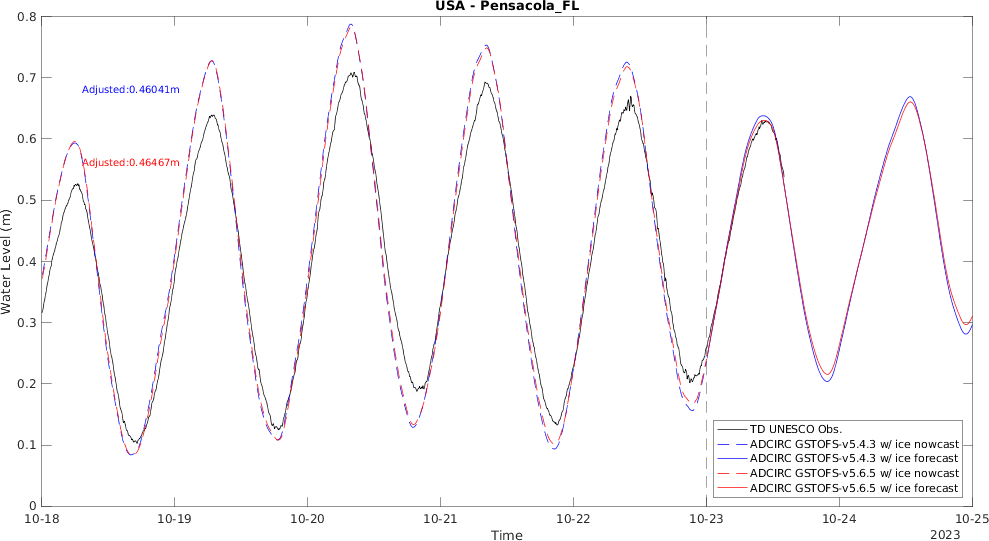 USA - Pensacola_FL
0.8
0.7
Adjusted:0.46041m
0.6
Adjusted:0.46467m
0.5
0.4
0.3
0.2
0.1
0
Water Level (m)
TD UNESCO Obs.
ADCIRC GSTOFS-v5.4.3 w/ ice nowcast
ADCIRC GSTOFS-v5.4.3 w/ ice forecast
ADCIRC GSTOFS-v5.6.5 w/ ice nowcast
ADCIRC GSTOFS-v5.6.5 w/ ice forecast
10-18 10-19 10-20 10-21 10-22 10-23 10-24 10-25
Time
2023